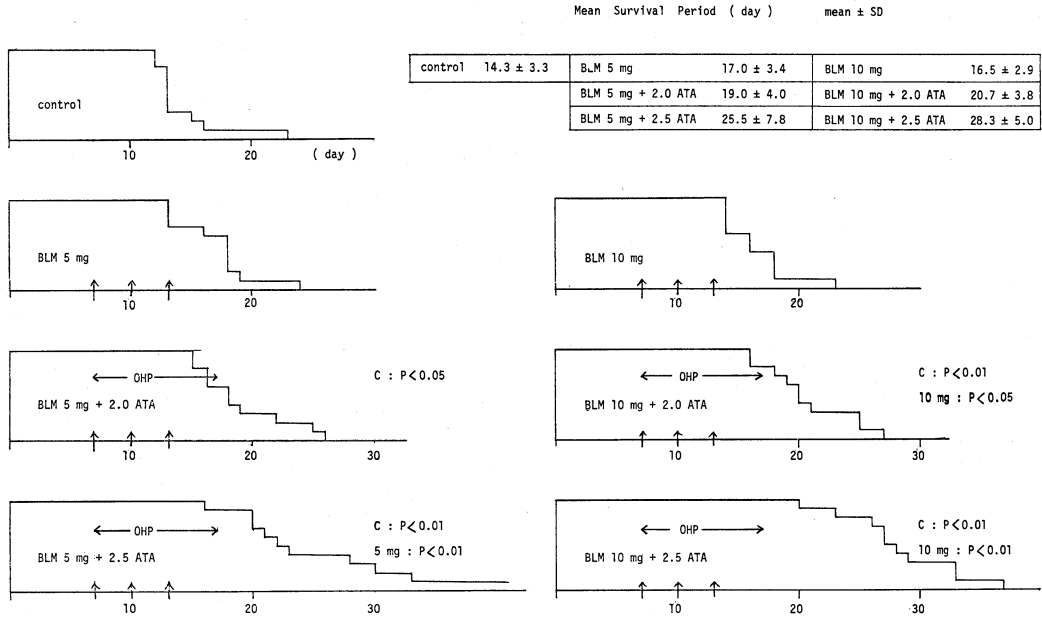 Mean Survival Period ( day ) mean ± SD
control 14.3 ± 3.3 BLM 5 mg 17.0 ± 3.4 BLM 10 mg 16.5 ± 2.9
BLM 5 mg + 2.0 ATA 19.0 ± 4.0 BLM 10 mg + 2.0 ATA 20.7 ± 3.8
BLM 5 mg + 2.5 ATA 25.5 ± 7.8 BLM 10 mg + 2.5 ATA 28.3 ± 5.0
control
10 20 ( day )
BLM 5 mg
10 20
BLM 10 mg
10 20
OHP
C : P<0.05
BLM 5 mg + 2.0 ATA
10 20 30
OHP
C : P<0.01
10 mg : P<0.05
BLM 10 mg + 2.0 ATA
10 20 30
C : P<0.01
OHP
5 mg : P<0.01
BLM 5 mg + 2.5 ATA
10 20 30
C : P<0.01
OHP
10 mg : P<0.01
BLM 10 mg + 2.5 ATA
10 20 30